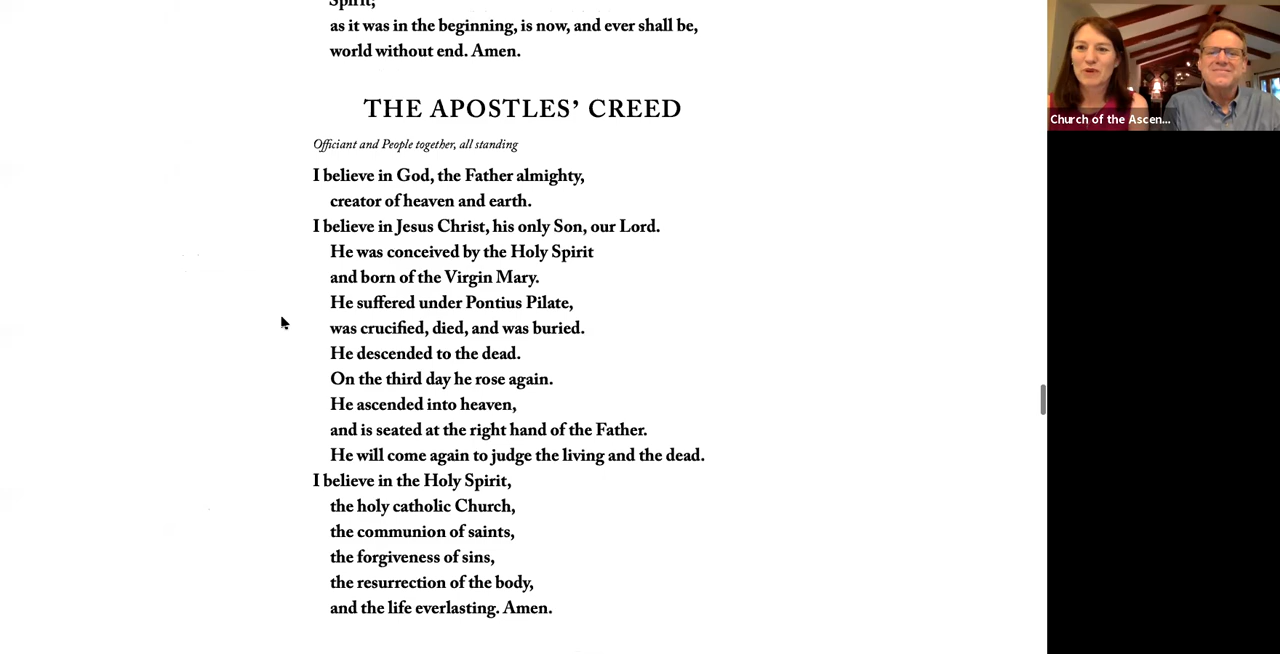 Spirit;
as it was in the beginning, is now, and ever shall be,
world without end. Amen.
THE APOSTLES’ CREED
Officiant and People together, all standing
I believe in God, the Father almighty,
creator of heaven and earth.
I believe in Jesus Christ, his only Son, our Lord.
He was conceived by the Holy Spirit
and born of the Virgin Mary.
He suffered under Pontius Pilate,
was crucified, died, and was buried.
He descended to the dead.
On the third day he rose again.
He ascended into heaven,
and is seated at the right hand of the Father.
He will come again to judge the living and the dead.
I believe in the Holy Spirit,
the holy catholic Church,
the communion of saints,
the forgiveness of sins,
the resurrection of the body,
and the life everlasting. Amen.
Church of the Ascen...